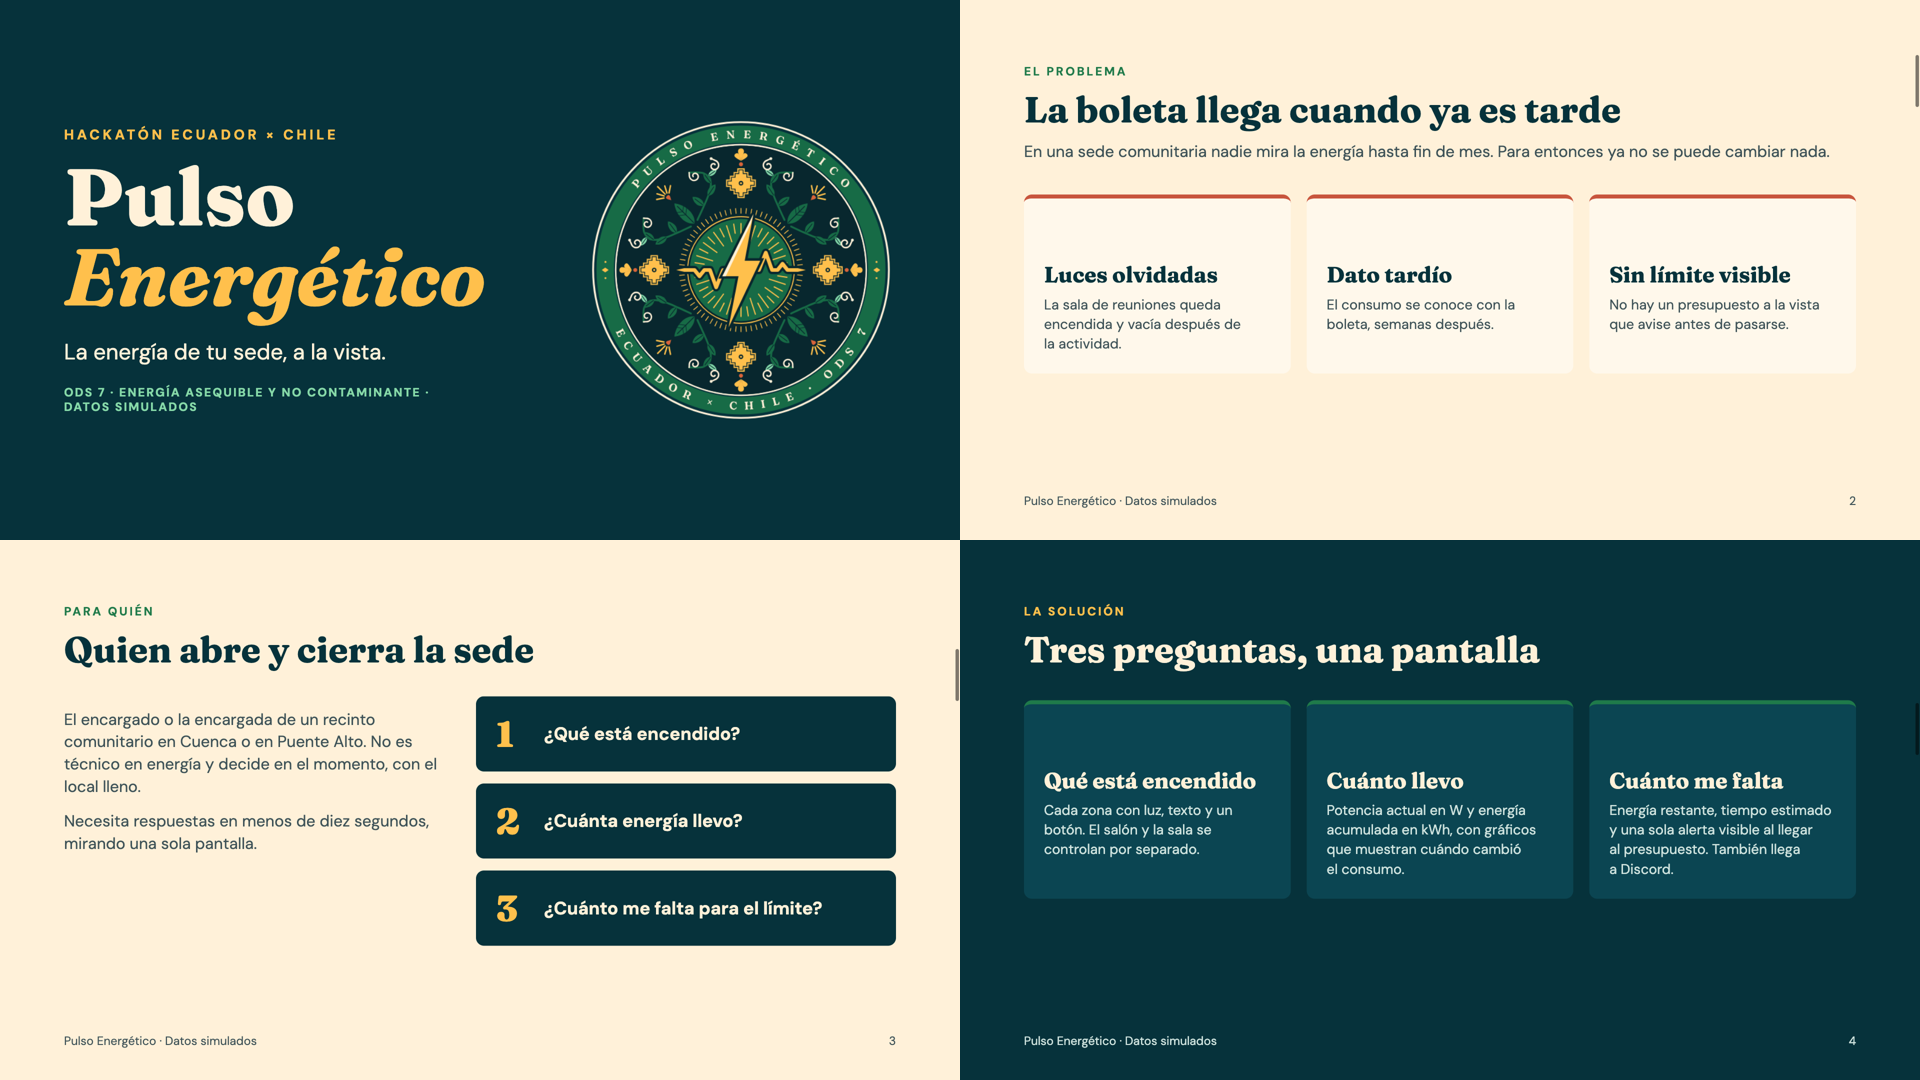 HACKATÓN ECUADOR × CHILE
Pulso
Energético
La energía de tu sede, a la vista.
ODS 7 · ENERGÍA ASEQUIBLE Y NO CONTAMINANTE ·
DATOS SIMULADOS
PULSO ENERGÉTICO
ECUADOR × CHILE · ODS 7
EL PROBLEMA
La boleta llega cuando ya es tarde
En una sede comunitaria nadie mira la energía hasta fin de mes. Para entonces ya no se puede cambiar nada.
Luces olvidadas
La sala de reuniones queda
encendida y vacía después de
la actividad.
Dato tardío
El consumo se conoce con la
boleta, semanas después.
Sin límite visible
No hay un presupuesto a la vista
que avise antes de pasarse.
Pulso Energético · Datos simulados
2
PARA QUIÉN
Quien abre y cierra la sede
El encargado o la encargada de un recinto
comunitario en Cuenca o en Puente Alto. No es
técnico en energía y decide en el momento, con el
local lleno.
Necesita respuestas en menos de diez segundos,
mirando una sola pantalla.
1 ¿Qué está encendido?
2 ¿Cuánta energía llevo?
3 ¿Cuánto me falta para el límite?
Pulso Energético · Datos simulados
3
LA SOLUCIÓN
Tres preguntas, una pantalla
Qué está encendido
Cada zona con luz, texto y un
botón. El salón y la sala se
controlan por separado.
Cuánto llevo
Potencia actual en W y energía
acumulada en kWh, con gráficos
que muestran cuándo cambió
el consumo.
Cuánto me falta
Energía restante, tiempo estimado
y una sola alerta visible al llegar
al presupuesto. También llega
a Discord.
Pulso Energético · Datos simulados
4